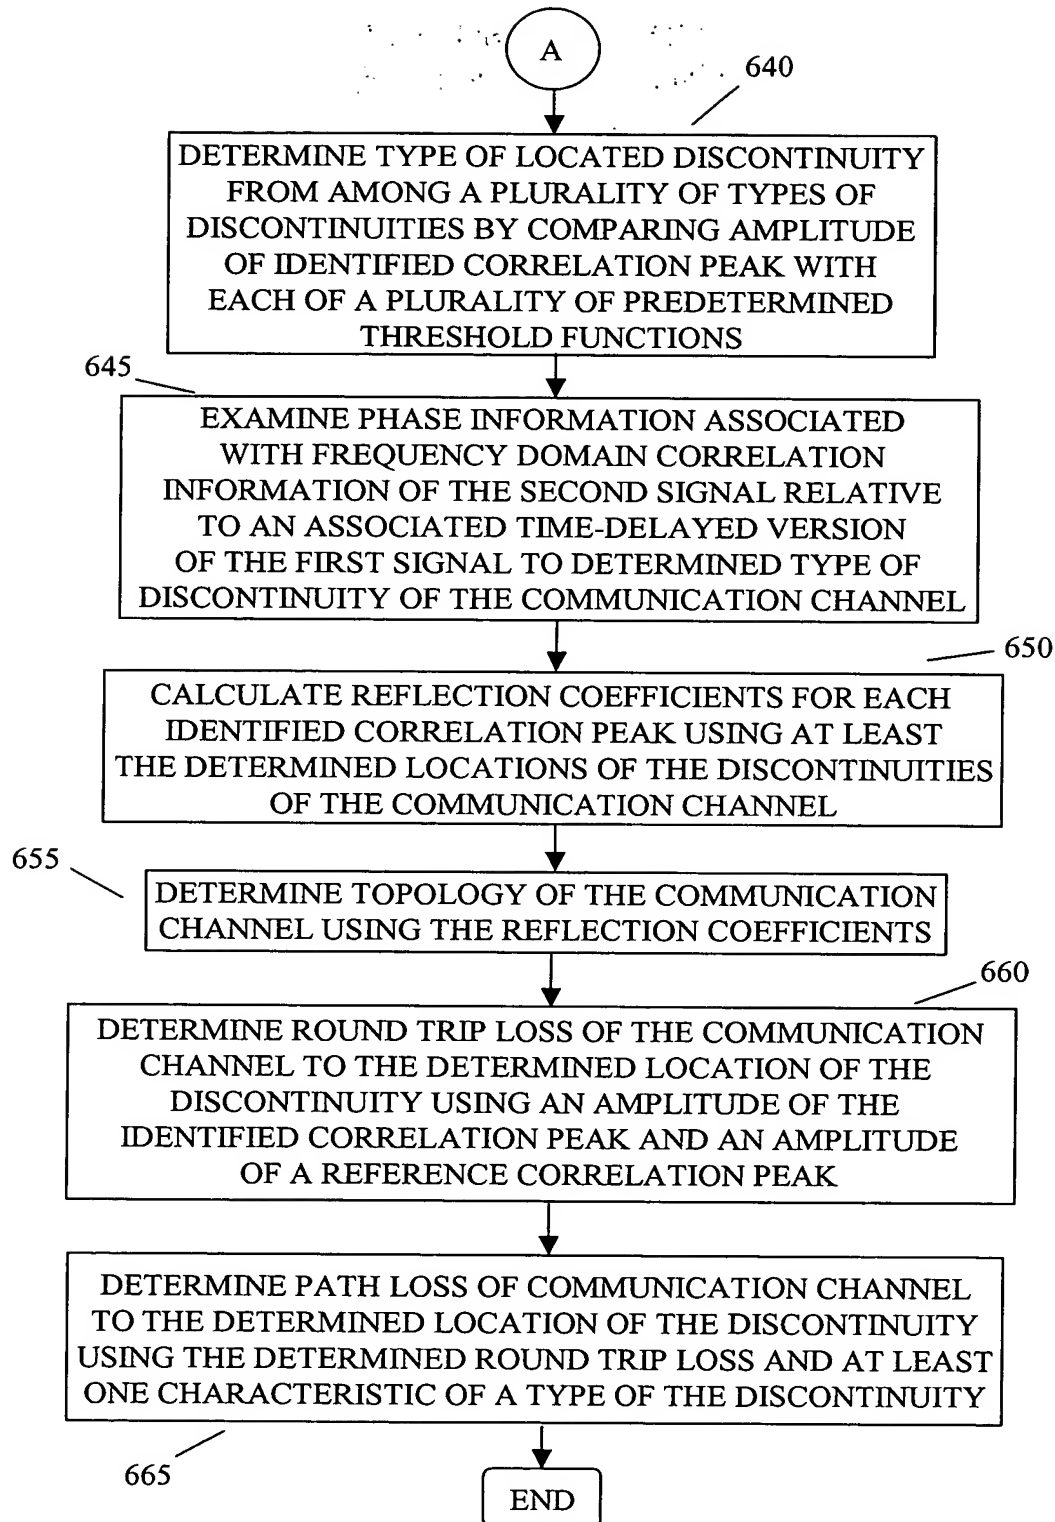 A
640
DETERMINE TYPE OF LOCATED DISCONTINUITY
FROM AMONG A PLURALITY OF TYPES OF
DISCONTINUITIES BY COMPARING AMPLITUDE
OF IDENTIFIED CORRELATION PEAK WITH
EACH OF A PLURALITY OF PREDETERMINED
THRESHOLD FUNCTIONS
645
EXAMINE PHASE INFORMATION ASSOCIATED
WITH FREQUENCY DOMAIN CORRELATION
INFORMATION OF THE SECOND SIGNAL RELATIVE
TO AN ASSOCIATED TIME-DELAYED VERSION
OF THE FIRST SIGNAL TO DETERMINED TYPE OF
DISCONTINUITY OF THE COMMUNICATION CHANNEL
650
CALCULATE REFLECTION COEFFICIENTS FOR EACH
IDENTIFIED CORRELATION PEAK USING AT LEAST
THE DETERMINED LOCATIONS OF THE DISCONTINUITIES
OF THE COMMUNICATION CHANNEL
655
DETERMINE TOPOLOGY OF THE COMMUNICATION
CHANNEL USING THE REFLECTION COEFFICIENTS
660
DETERMINE ROUND TRIP LOSS OF THE COMMUNICATION
CHANNEL TO THE DETERMINED LOCATION OF THE
DISCONTINUITY USING AN AMPLITUDE OF THE
IDENTIFIED CORRELATION PEAK AND AN AMPLITUDE
OF A REFERENCE CORRELATION PEAK
DETERMINE PATH LOSS OF COMMUNICATION CHANNEL
TO THE DETERMINED LOCATION OF THE DISCONTINUITY
USING THE DETERMINED ROUND TRIP LOSS AND AT LEAST
ONE CHARACTERISTIC OF A TYPE OF THE DISCONTINUITY
665
END